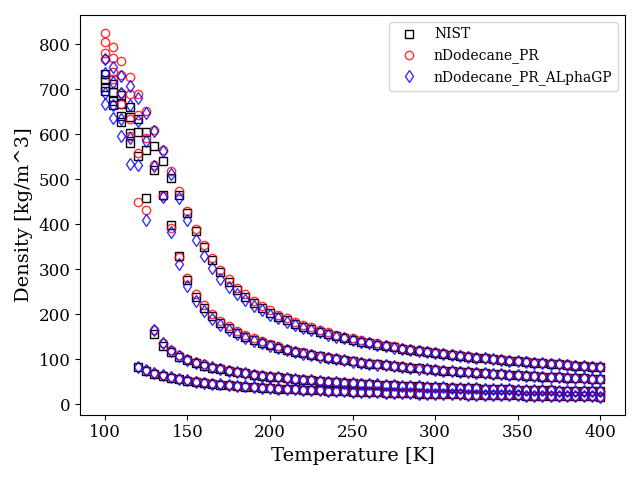 NIST
nDodecane_PR
nDodecane_PR_ALphaGP
Density [kg/m^3]
800
700
600
500
400
300
200
100
0
100 150 200 250 300 350 400
Temperature [K]